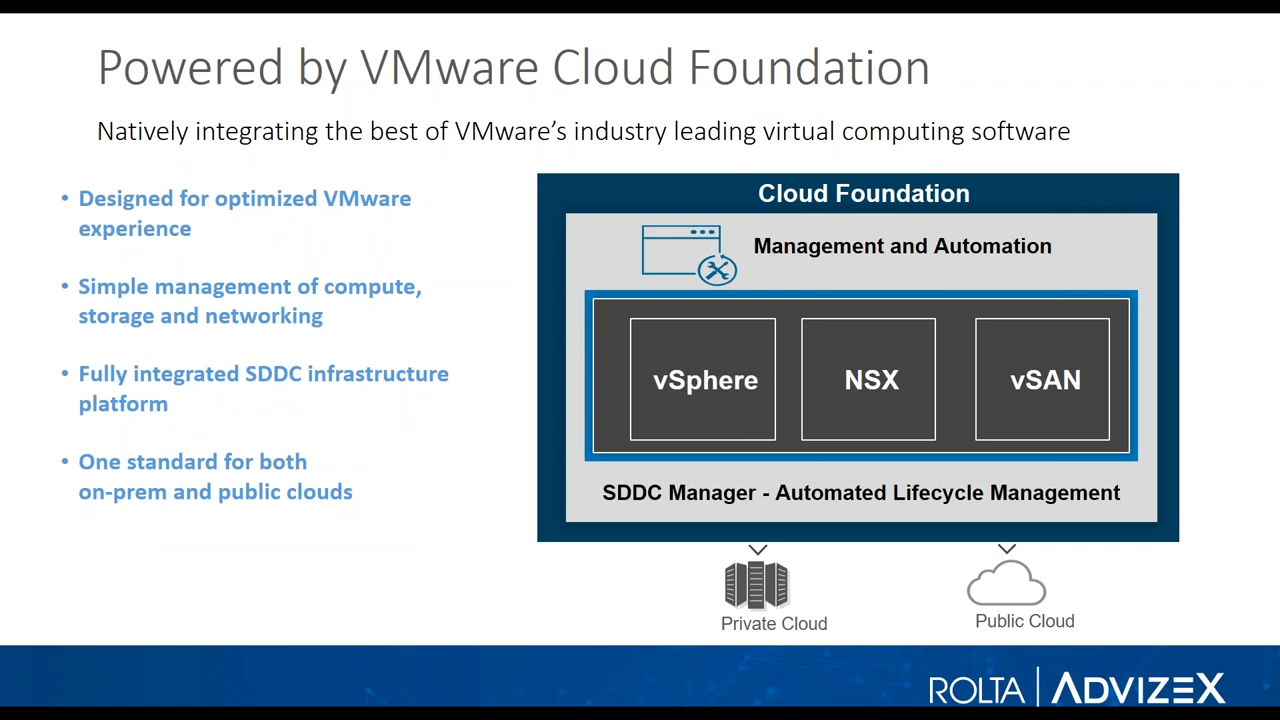 Powered by VMware Cloud Foundation
Natively integrating the best of VMware’s industry leading virtual computing software
• Designed for optimized VMware
experience
• Simple management of compute,
storage and networking
• Fully integrated SDDC infrastructure
platform
• One standard for both
on-prem and public clouds
Cloud Foundation
Management and Automation
vSphere
NSX
vSAN
SDDC Manager - Automated Lifecycle Management
Private Cloud
Public Cloud
ROLTA | ADVIZEX